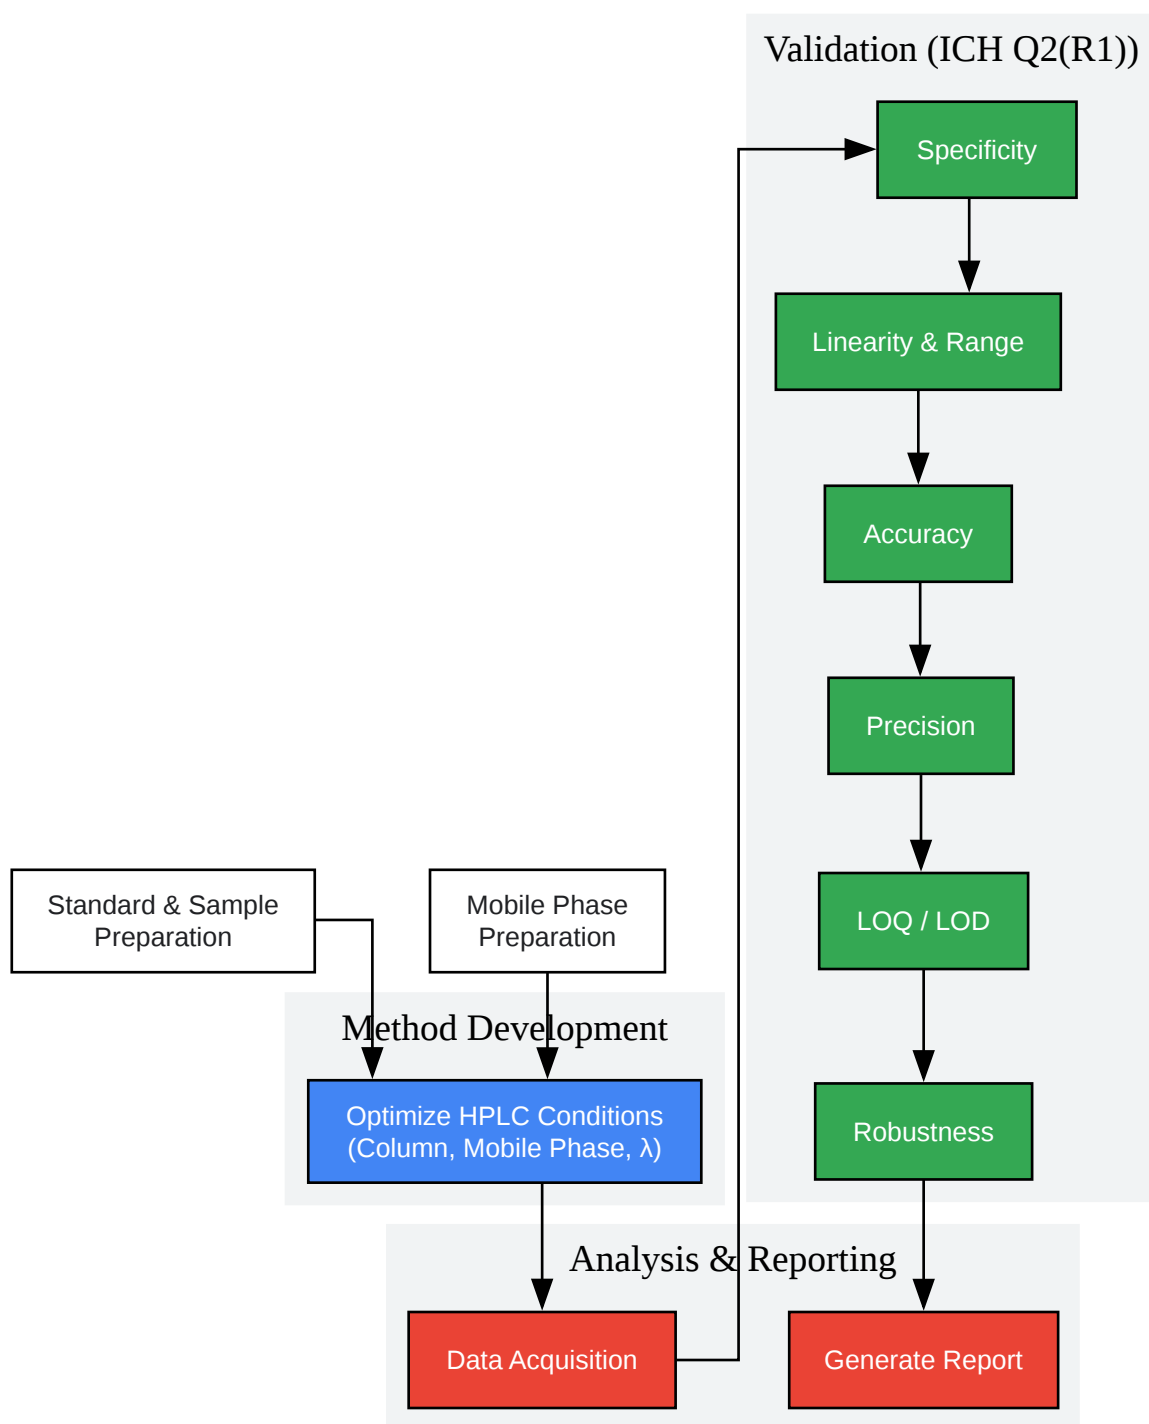 Validation (ICH Q2(R1))
Specificity
Linearity & Range
Accuracy
Precision
Standard & Sample
Preparation
Mobile Phase
Preparation
LOQ / LOD
Method Development
Optimize HPLC Conditions
(Column, Mobile Phase, λ)
Robustness
Analysis & Reporting
Data Acquisition
Generate Report